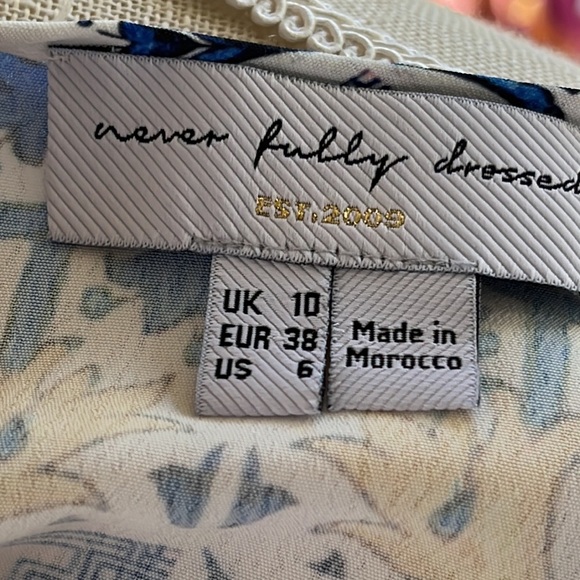 never fully dressed
EST.2009
UK 10
EUR 38
US 6
Made in
Morocco